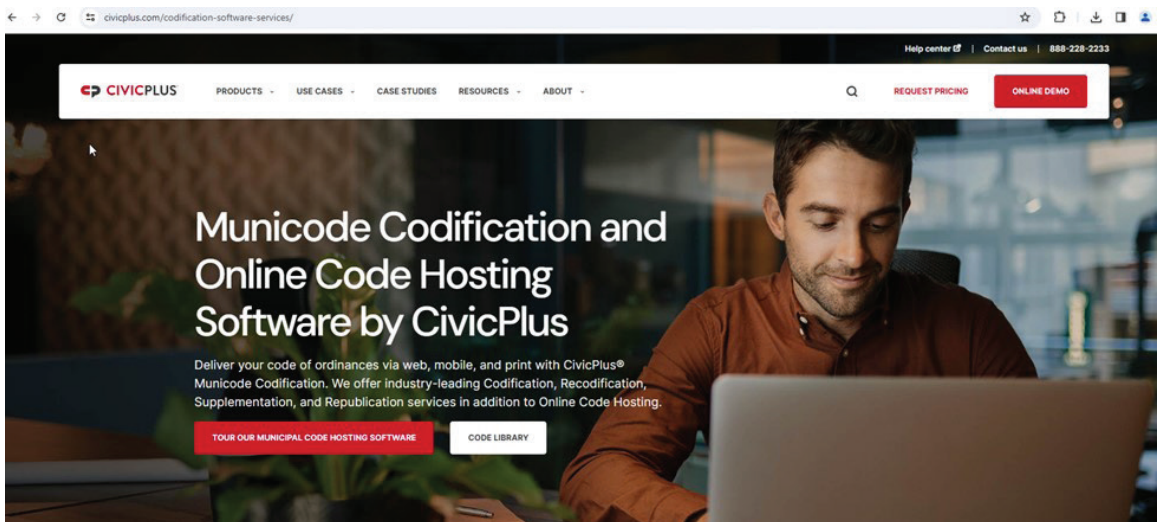 civicplus.com/codification-software-services/
Help center | Contact us | 888-228-2233
CP CIVICPLUS
PRODUCTS
USE CASES
CASE STUDIES
RESOURCES
ABOUT
REQUEST PRICING
ONLINE DEMO
Municode Codification and
Online Code Hosting
Software by CivicPlus
Deliver your code of ordinances via web, mobile, and print with CivicPlus®
Municode Codification. We offer industry-leading Codification, Recodification,
Supplementation, and Republication services in addition to Online Code Hosting.
TOUR OUR MUNICIPAL CODE HOSTING SOFTWARE
CODE LIBRARY